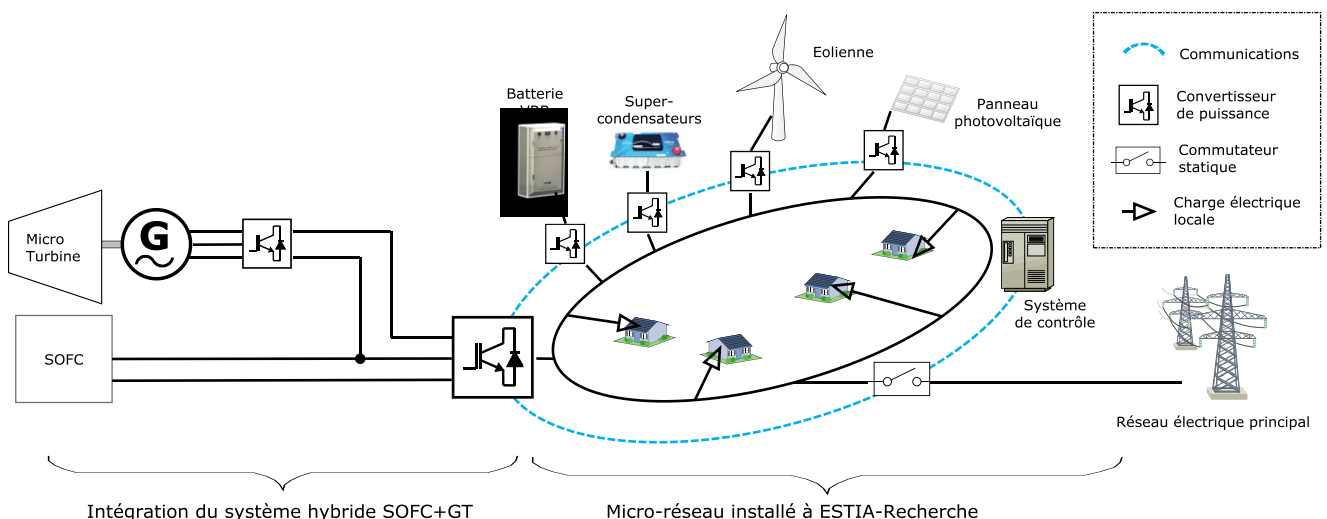 Eolienne
Communications
Batterie
Super-
condensateurs
Panneau
photovoltaïque
Convertisseur
de puissance
Commutateur
statique
Charge électrique
locale
Micro
Turbine
G
Système
de contrôle
SOFC
Réseau électrique principal
Intégration du système hybride SOFC+GT
Micro-réseau installé à ESTIA-Recherche